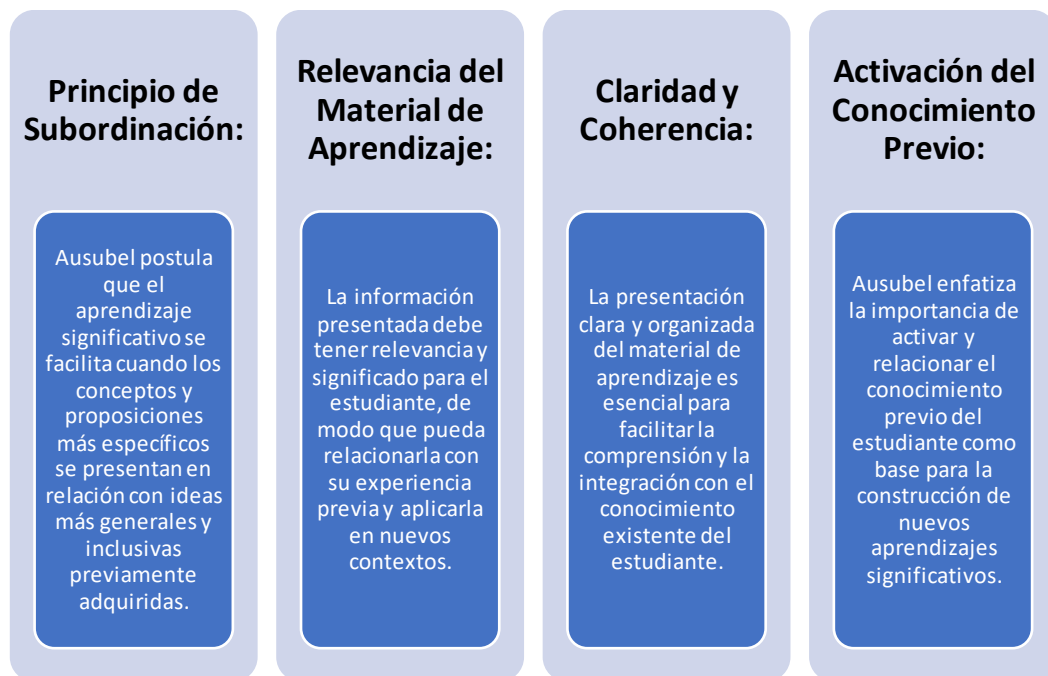 Principio de
Subordinación:
Ausubel postula
que el
aprendizaje
significativo se
facilita cuando los
conceptos y
proposiciones
más específicos
se presentan en
relación con ideas
más generales y
inclusivas
previamente
adquiridas.
Relevancia del
Material de
Aprendizaje:
La información
presentada debe
tener relevancia y
significado para el
estudiante, de
modo que pueda
relacionarla con
su experiencia
previa y aplicarla
en nuevos
contextos.
Claridad y
Coherencia:
La presentación
clara y organizada
del material de
aprendizaje es
esencial para
facilitar la
comprensión y la
integración con el
conocimiento
existente del
estudiante.
Activación del
Conocimiento
Previo:
Ausubel enfatiza
la importancia de
activar y
relacionar el
conocimiento
previo del
estudiante como
base para la
construcción de
nuevos
aprendizajes
significativos.